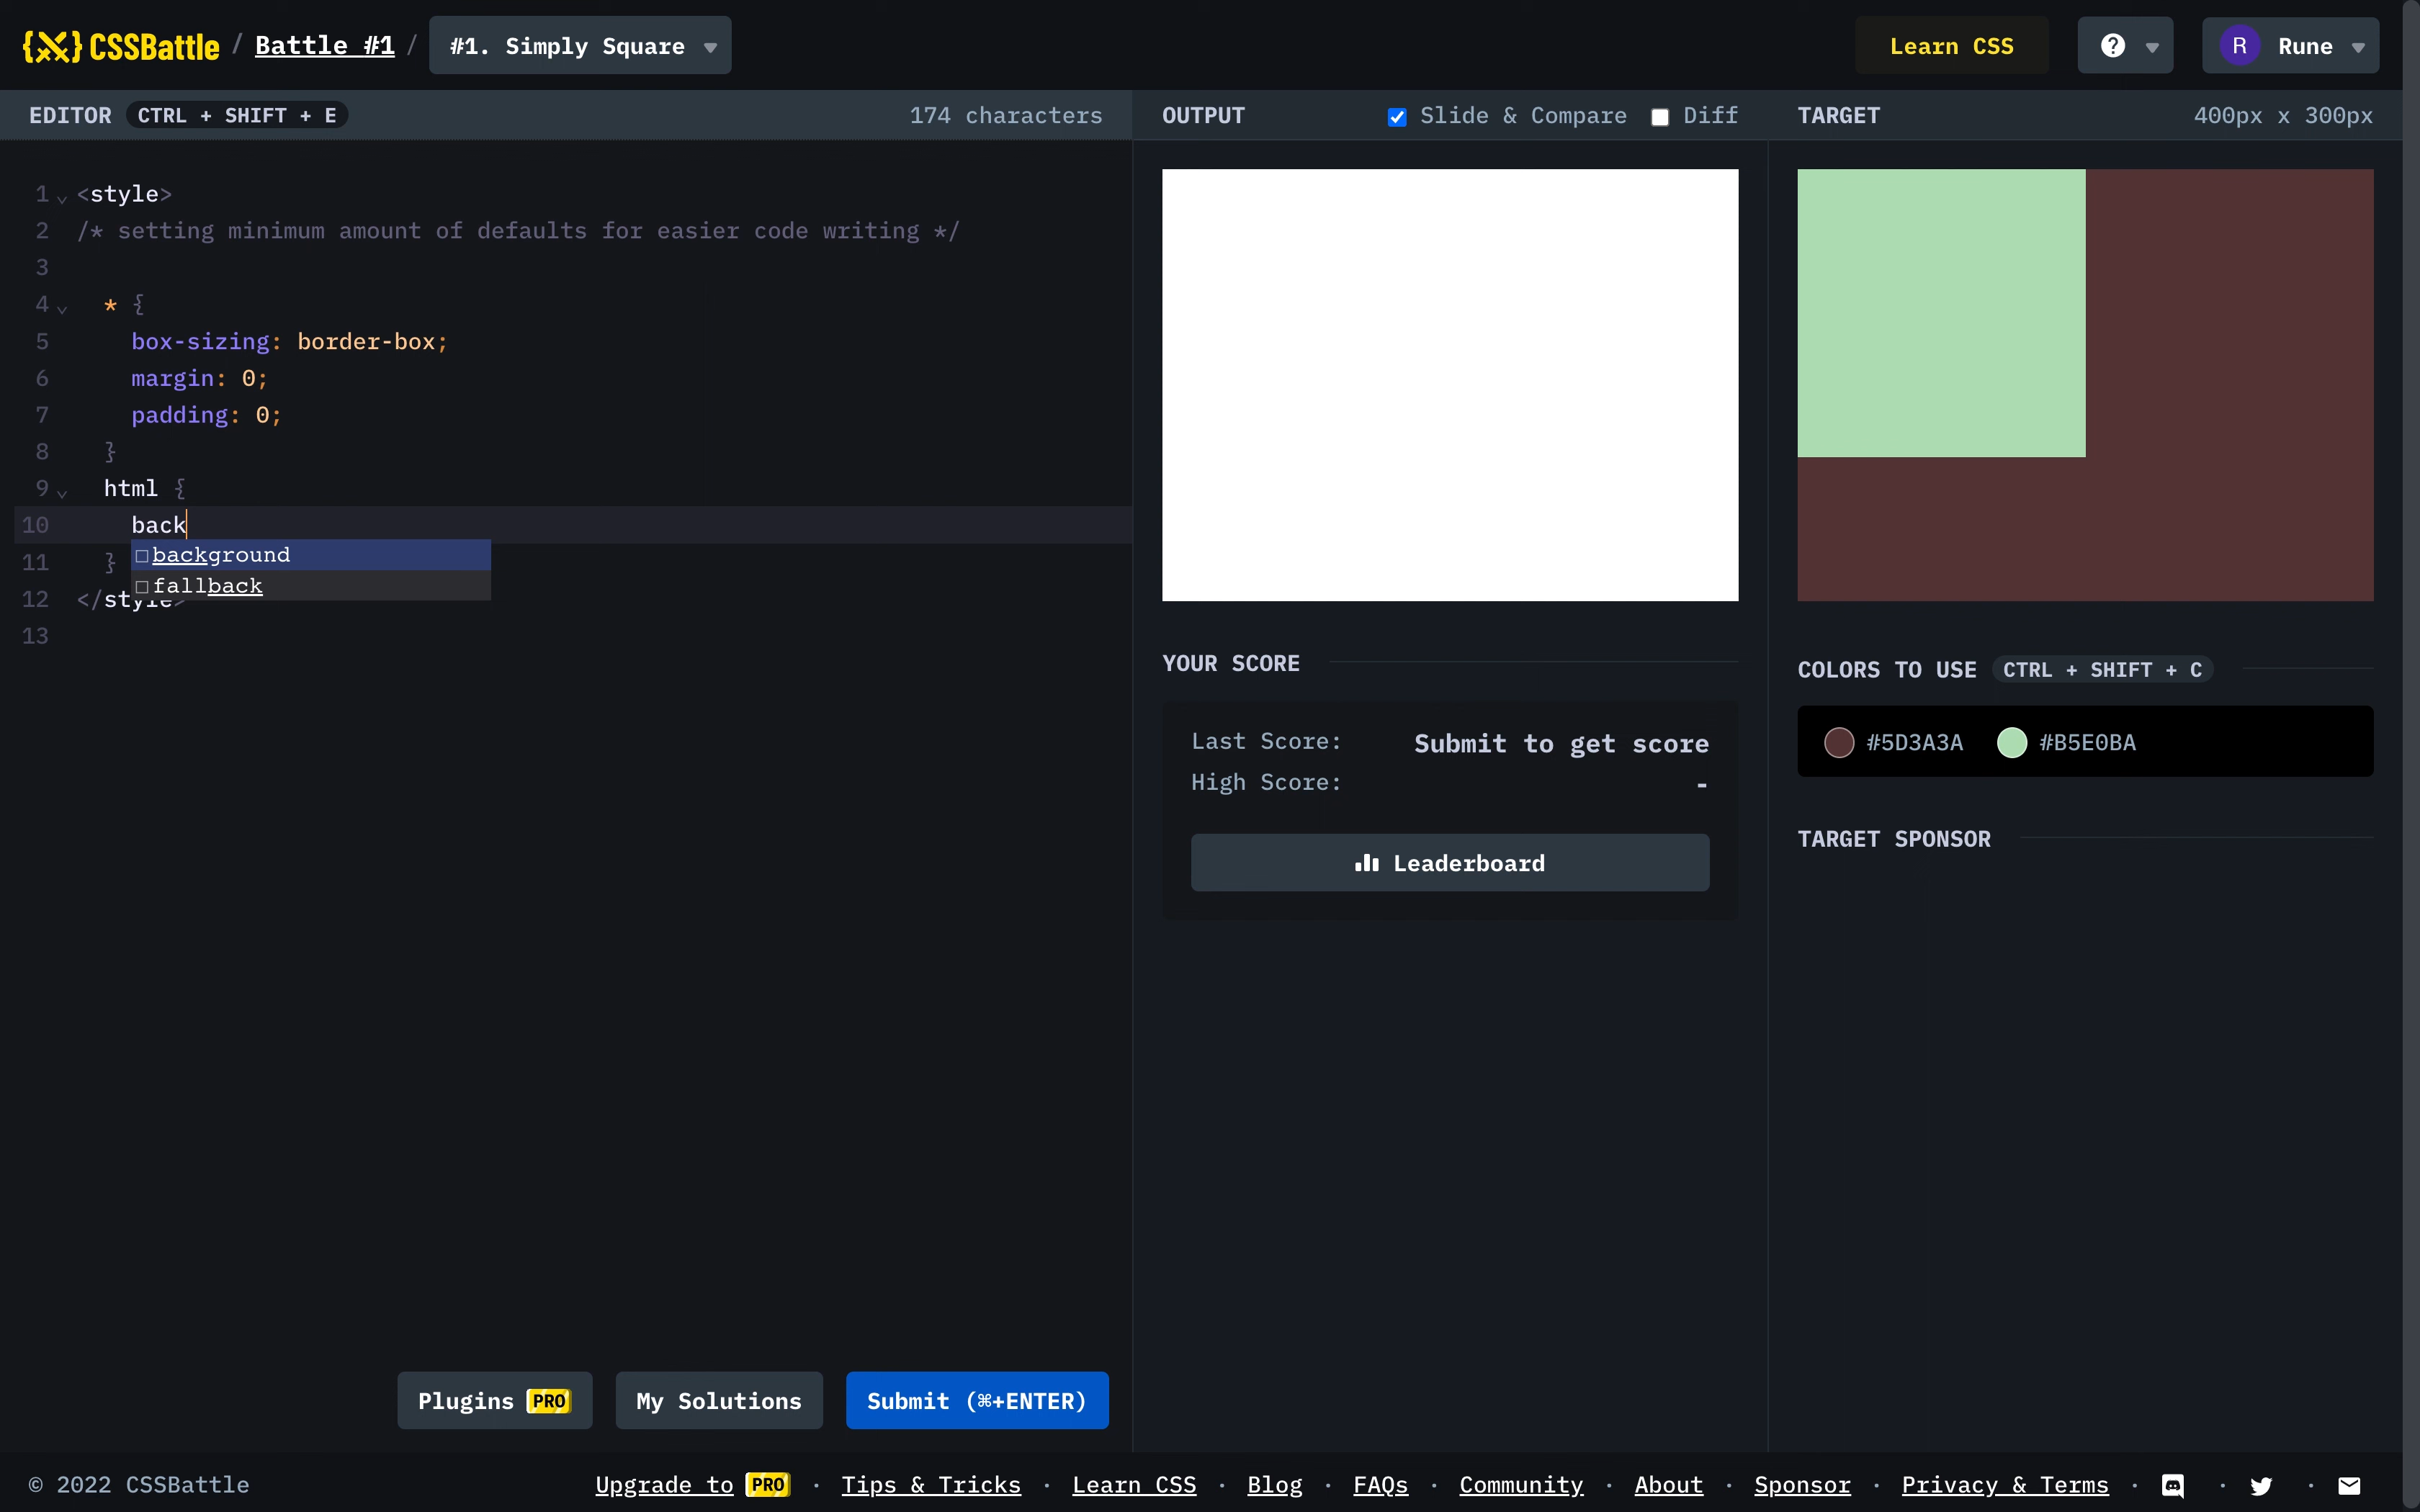 {X} CSSBattle / Battle #1 / #1. Simply Square
Learn CSS
?
R Rune
EDITOR CTRL + SHIFT + E 174 characters
OUTPUT Slide & Compare Diff
TARGET 400px x 300px
1 <style>
2 /* setting minimum amount of defaults for easier code writing */
3
4 * {
5 box-sizing: border-box;
6 margin: 0;
7 padding: 0;
8 }
9 html {
10 back
background
11 }
fallback
12 </style>
13
YOUR SCORE
Last Score: Submit to get score
High Score: -
Leaderboard
COLORS TO USE CTRL + SHIFT + C
#5D3A3A #B5E0BA
TARGET SPONSOR
Plugins PRO
My Solutions
Submit (⌘+ENTER)
© 2022 CSSBattle
Upgrade to PRO · Tips & Tricks · Learn CSS · Blog · FAQs · Community · About · Sponsor · Privacy & Terms · · ·